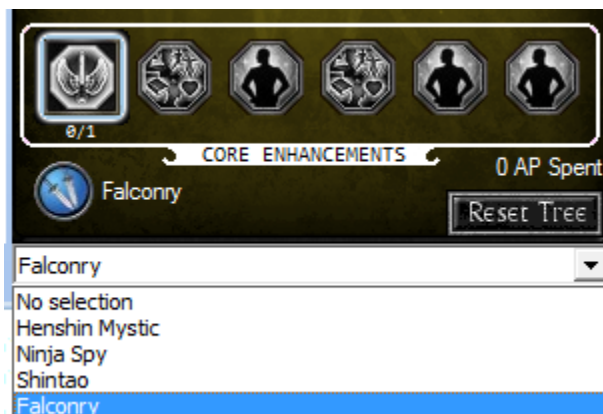 0/1
CORE ENHANCEMENTS
0 AP Spent
Falconry
Reset Tree
Falconry
No selection
Henshin Mystic
Ninja Spy
Shintao
Falconry